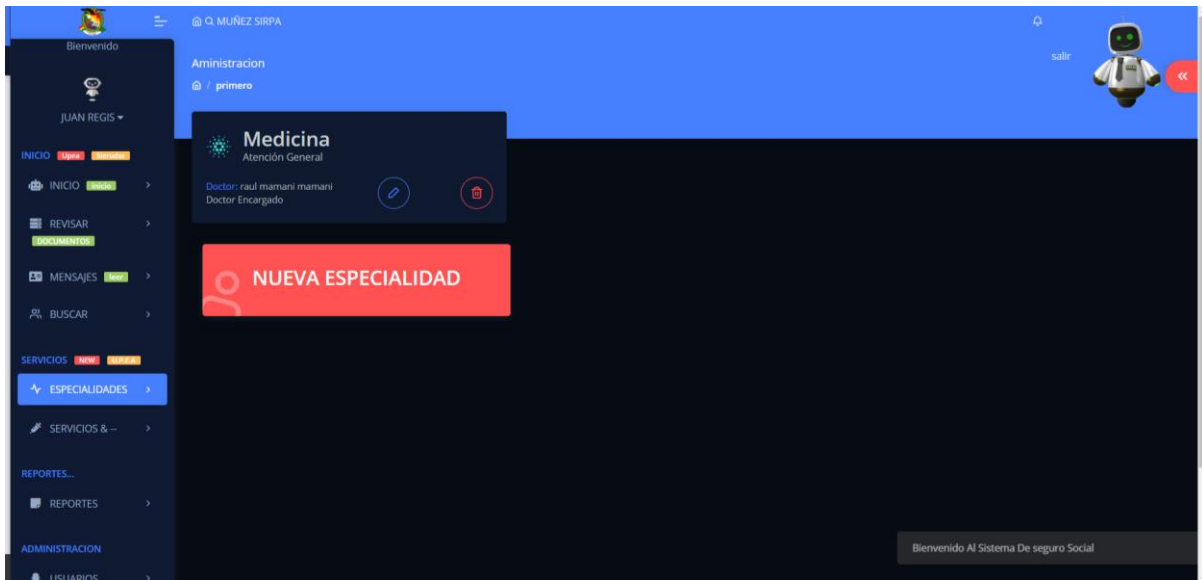 Bienvenido
JUAN REGIS
INICIO Upea
INICIO inicio
REVISAR
DOCUMENTOS
MENSAJES leer
BUSCAR
SERVICIOS NEW U.P.E.A
ESPECIALIDADES
SERVICIOS & --
REPORTES...
REPORTES
ADMINISTRACION
USUARIOS
MUÑEZ SIRPA
salir
Aministracion
/ primero
Medicina
Atención General
Doctor: raul mamani mamani
Doctor Encargado
NUEVA ESPECIALIDAD
Bienvenido Al Sistema De seguro Social